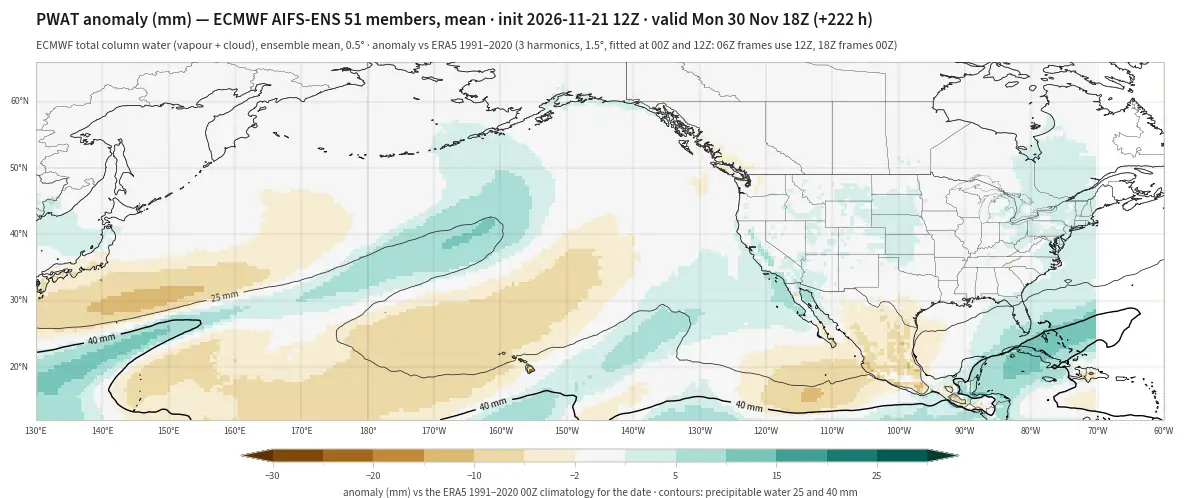 PWAT anomaly (mm) — ECMWF AIFS-ENS 51 members, mean · init 2026-11-21 12Z · valid Mon 30 Nov 18Z (+222 h)
ECMWF total column water (vapour + cloud), ensemble mean, 0.5° · anomaly vs ERA5 1991–2020 (3 harmonics, 1.5°, fitted at 00Z and 12Z: 06Z frames use 12Z, 18Z frames 00Z)
60°N
50°N
40°N
30°N
20°N
25 mm
40 mm
40 mm
40 mm
130°E 140°E 150°E 160°E 170°E 180° 170°W 160°W 150°W 140°W 130°W 120°W 110°W 100°W 90°W 80°W 70°W 60°W
−30 −20 −10 −2 5 15 25
anomaly (mm) vs the ERA5 1991–2020 00Z climatology for the date · contours: precipitable water 25 and 40 mm